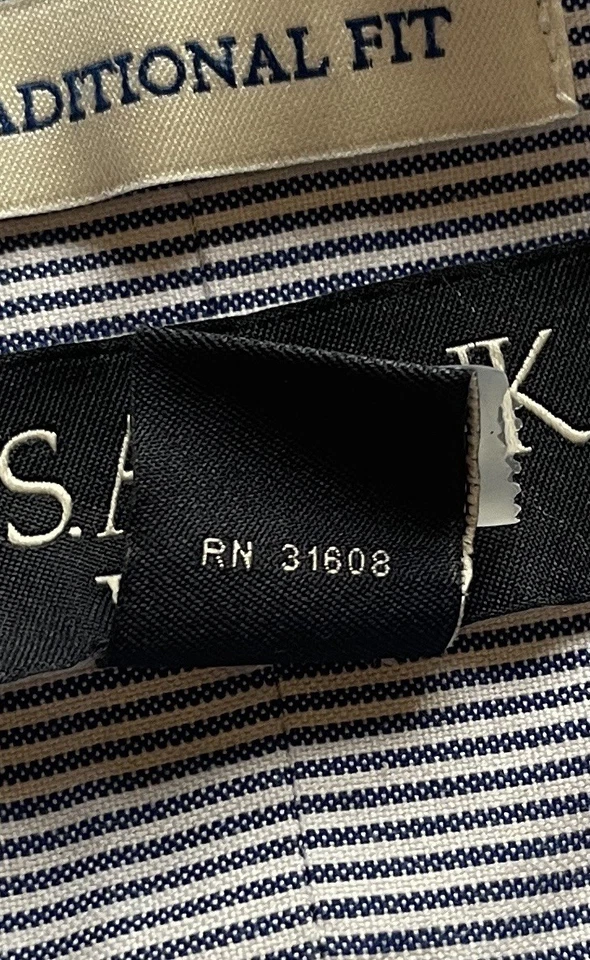 ADITIONAL FIT
S.A K
RN 31608